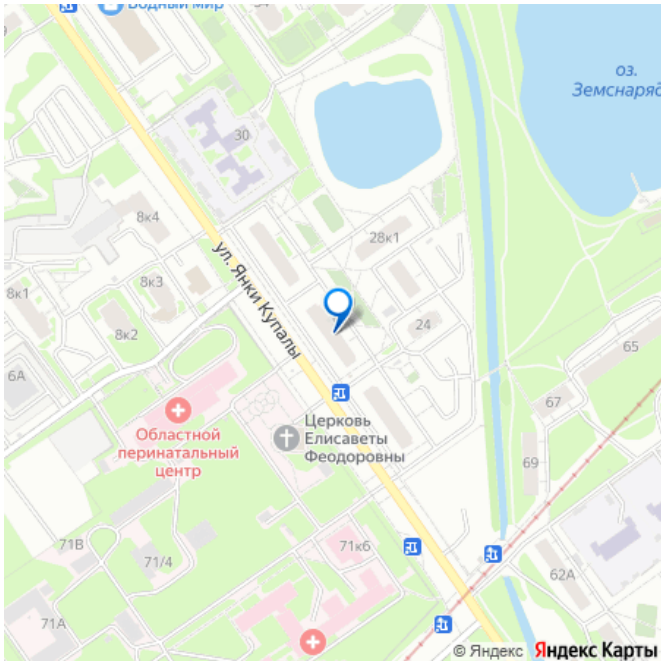 Водный мир
оз.
Земснаряд
30
8к4
28к1
ул. Янки Купалы
8к3
8к1
8к2
24
65
6А
67
Областной
перинатальный
центр
Церковь
Елисаветы
Феодоровны
69
71В
71/4
71к6
62А
71А
© Яндекс Яндекс Карты